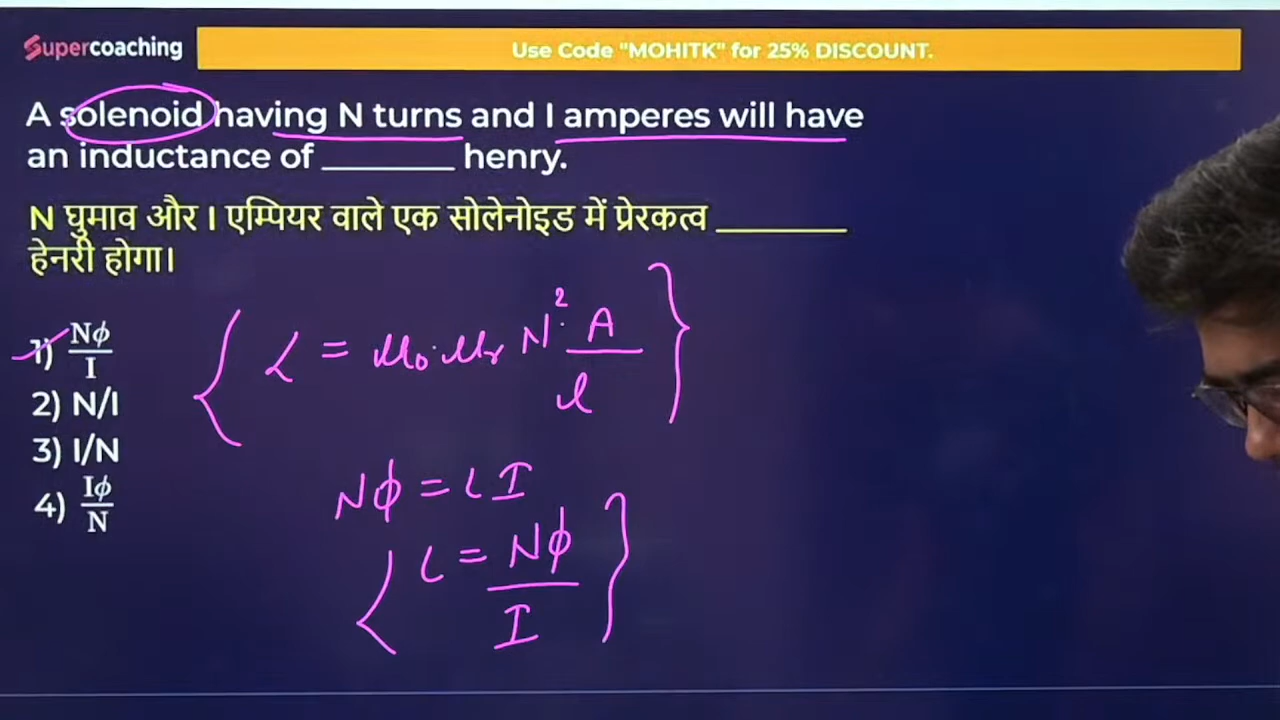 Supercoaching
Use Code "MOHITK" for 25% DISCOUNT.
A solenoid having N turns and I amperes will have
an inductance of ________ henry.
N घुमाव और I एम्पियर वाले एक सोलेनोइड में प्रेरकत्व ________
हेनरी होगा।
1) Nϕ/I
2) N/I
3) I/N
4) Iϕ/N
{ L = μ₀·μᵣ N²·A/l }
Nϕ = LI
{ L = Nϕ/I }